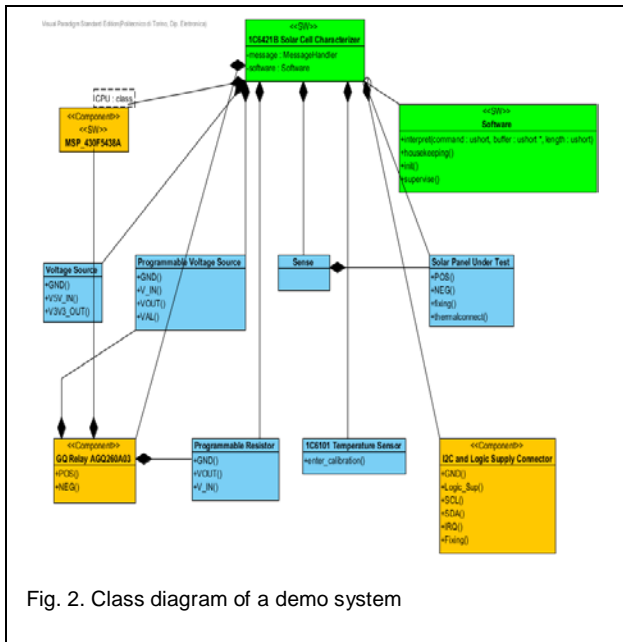 Visual Paradigm Standard Edition(Politecnico di Torino, Dip. Elettronica)
<<SW>>
1C6421B Solar Cell Characterizer
-message : MessageHandler
-software : Software
CPU : class
<<Component>>
<<SW>>
MSP_430F5438A
<<SW>>
Software
+interpret(command : ushort, buffer : ushort *, length : ushort)
+housekeeping()
+init()
+supervise()
Voltage Source
+GND()
+V5V_IN()
+V3V3_OUT()
Programmable Voltage Source
+GND()
+V_IN()
+VOUT()
+VAL()
Sense
Solar Panel Under Test
+POS()
+NEG()
+fixing()
+thermalconnect()
<<Component>>
GQ Relay AGQ260A03
+POS()
+NEG()
Programmable Resistor
+GND()
+VOUT()
+V_IN()
1C6101 Temperature Sensor
+enter_calibration()
<<Component>>
I2C and Logic Supply Connector
+GND()
+Logic_Sup()
+SCL()
+SDA()
+IRQ()
+Fixing()
Fig. 2. Class diagram of a demo system